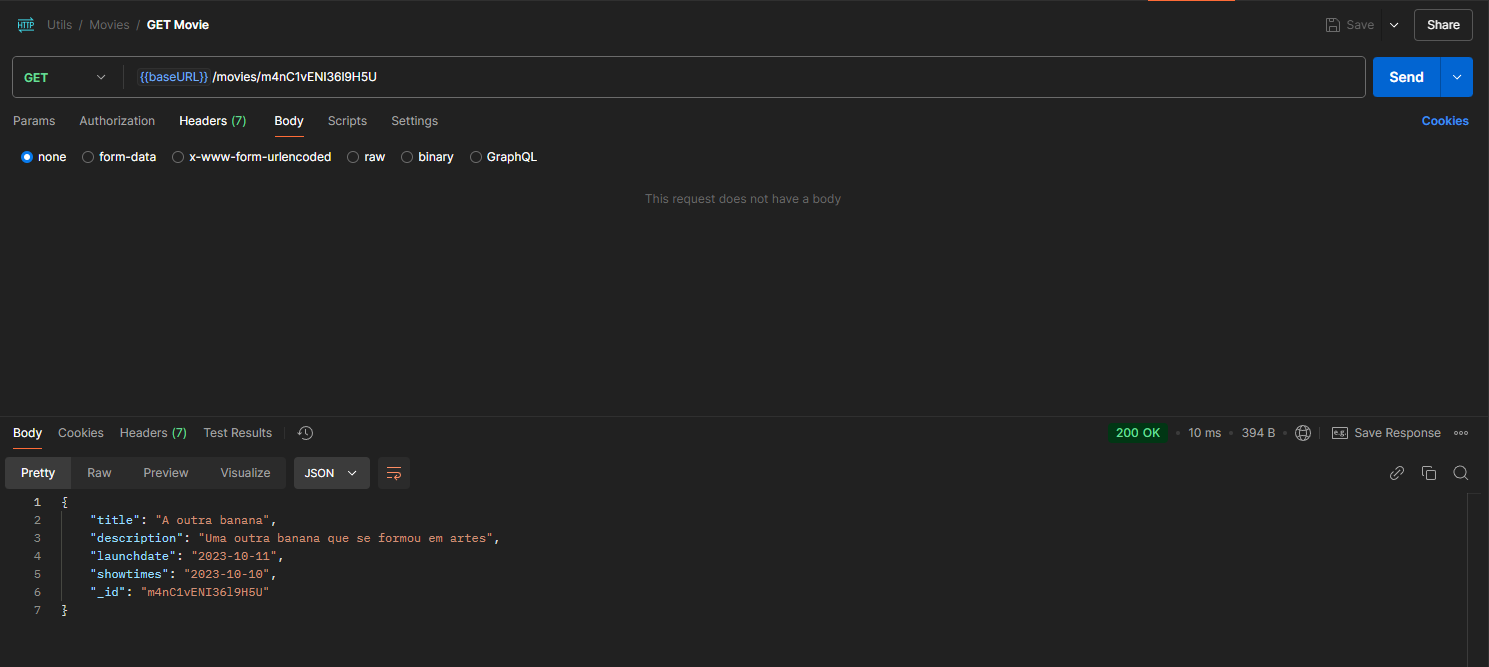 HTTP Utils / Movies / GET Movie Save Share
GET {{baseURL}} /movies/m4nC1vENI36l9H5U Send
Params Authorization Headers (7) Body Scripts Settings Cookies
none form-data x-www-form-urlencoded raw binary GraphQL
This request does not have a body
Body Cookies Headers (7) Test Results 200 OK • 10 ms • 394 B • e.g. Save Response
Pretty Raw Preview Visualize JSON
1 {
2 "title": "A outra banana",
3 "description": "Uma outra banana que se formou em artes",
4 "launchdate": "2023-10-11",
5 "showtimes": "2023-10-10",
6 "_id": "m4nC1vENI36l9H5U"
7 }